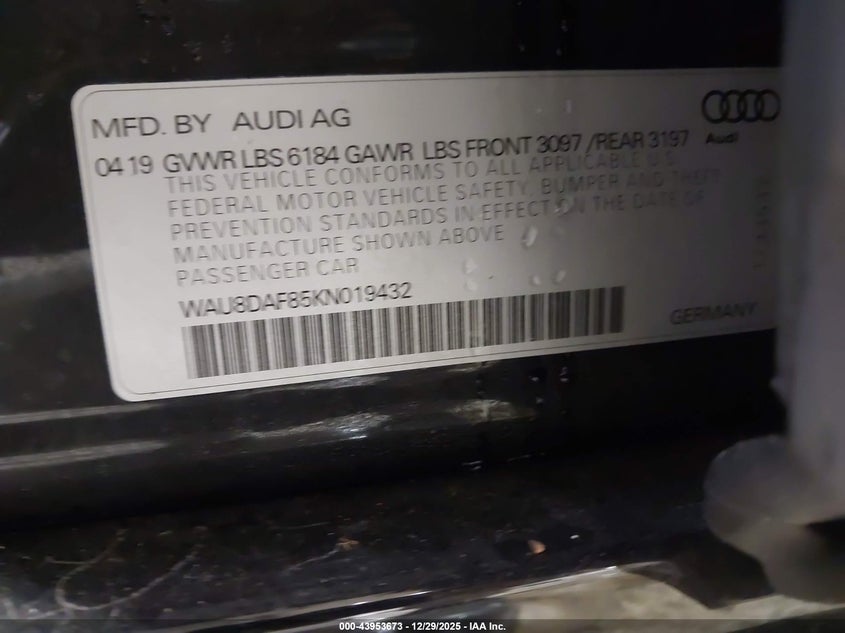 MFD. BY AUDI AG
Audi
04 19 GVWR LBS 6184 GAWR LBS FRONT 3097 /REAR 3197
THIS VEHICLE CONFORMS TO ALL APPLICABLE U.S.
FEDERAL MOTOR VEHICLE SAFETY, BUMPER AND THEFT
PREVENTION STANDARDS IN EFFECT ON THE DATE OF
MANUFACTURE SHOWN ABOVE
PASSENGER CAR
WAU8DAF85KN019432
GERMANY
000-43953673 - 12/29/2025 - IAA Inc.